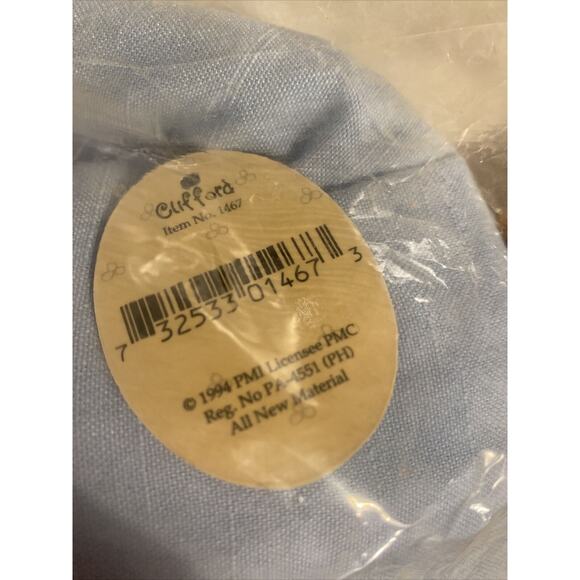 Clifford
Item No. 1467
7 32533 01467 3
© 1994 PMI Licensee PMC
Reg. No PA-4551 (PH)
All New Material